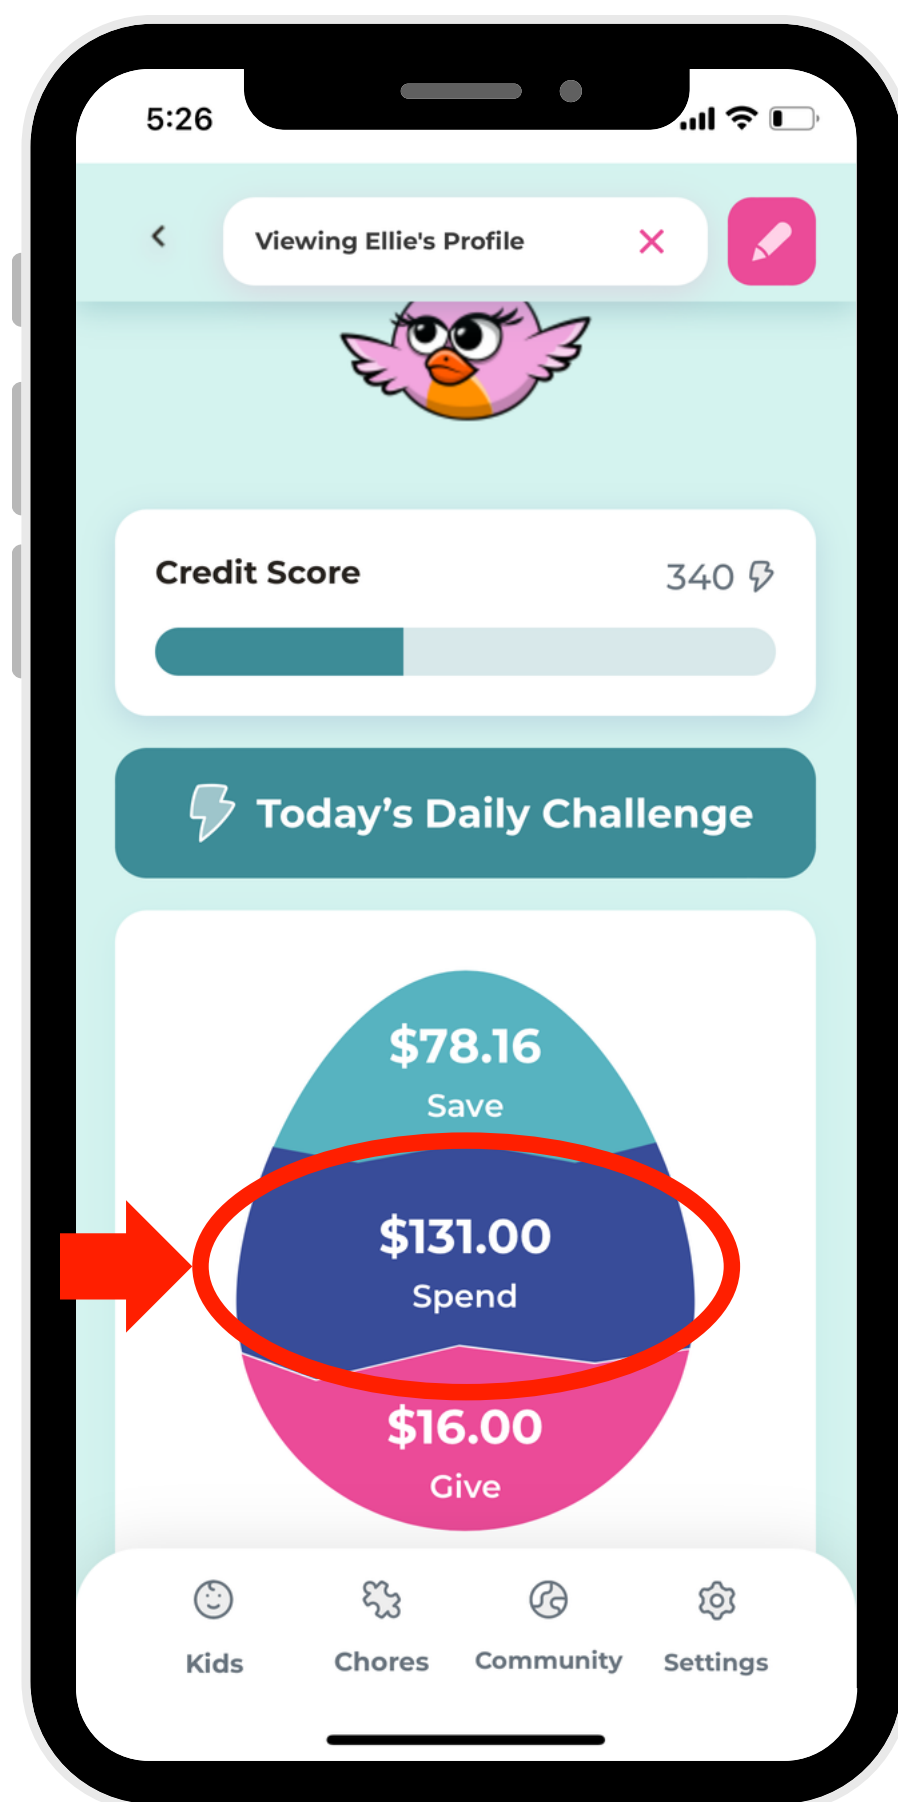 5:26
Viewing Ellie's Profile
Credit Score 340
Today's Daily Challenge
$78.16
Save
$131.00
Spend
$16.00
Give
Kids Chores Community Settings